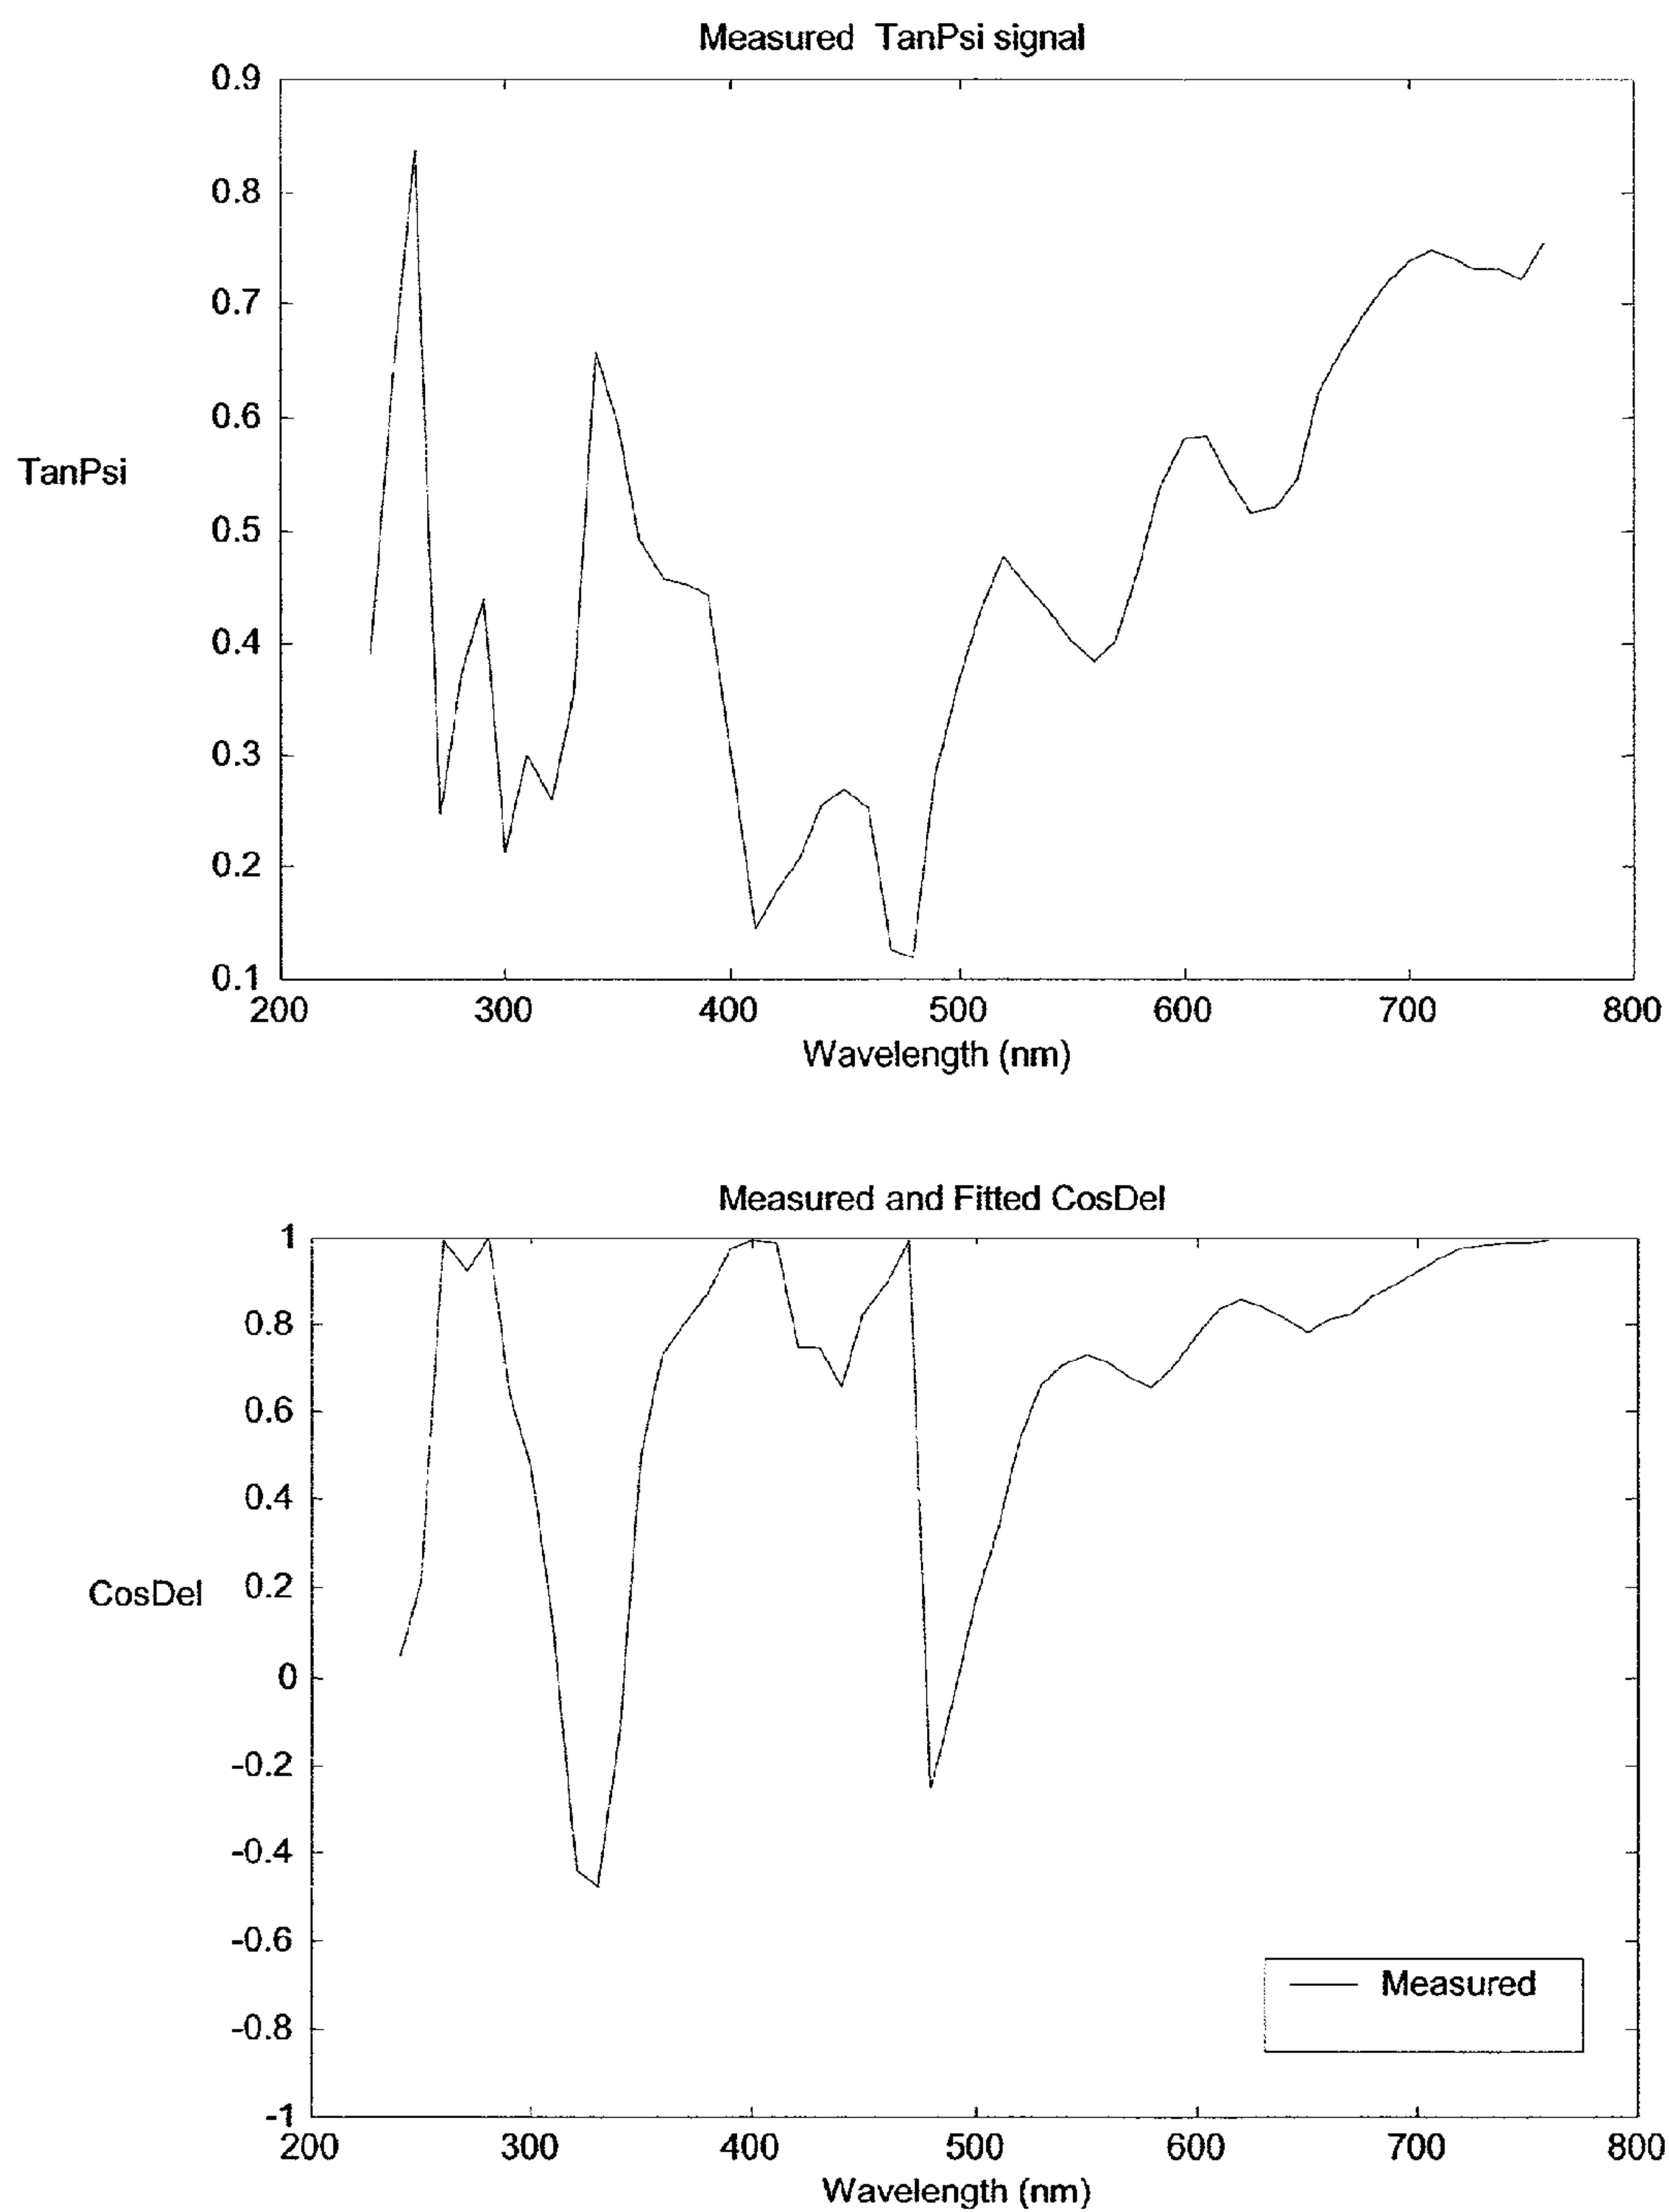 Measured TanPsi signal
0.9
0.8
0.7
0.6
TanPsi
0.5
0.4
0.3
0.2
0.1
200 300 400 500 600 700 800
Wavelength (nm)
Measured and Fitted CosDel
1
0.8
0.6
0.4
CosDel 0.2
0
-0.2
-0.4
-0.6
Measured
-0.8
-1
200 300 400 500 600 700 800
Wavelength (nm)